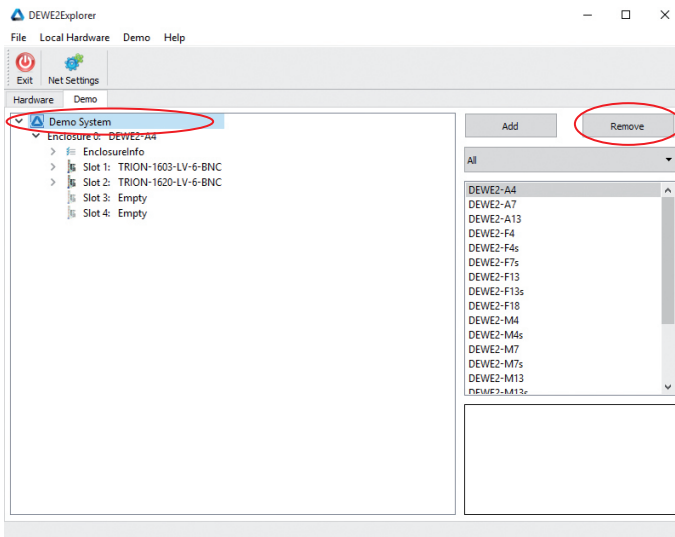 DEWE2Explorer
File Local Hardware Demo Help
Exit Net Settings
Hardware Demo
Demo System
Enclosure 0: DEWE2-A4
EnclosureInfo
Slot 1: TRION-1603-LV-6-BNC
Slot 2: TRION-1620-LV-6-BNC
Slot 3: Empty
Slot 4: Empty
Add Remove
All
DEWE2-A4
DEWE2-A7
DEWE2-A13
DEWE2-F4
DEWE2-F4s
DEWE2-F7s
DEWE2-F13
DEWE2-F13s
DEWE2-F18
DEWE2-M4
DEWE2-M4s
DEWE2-M7
DEWE2-M7s
DEWE2-M13
DEWE2-M13s